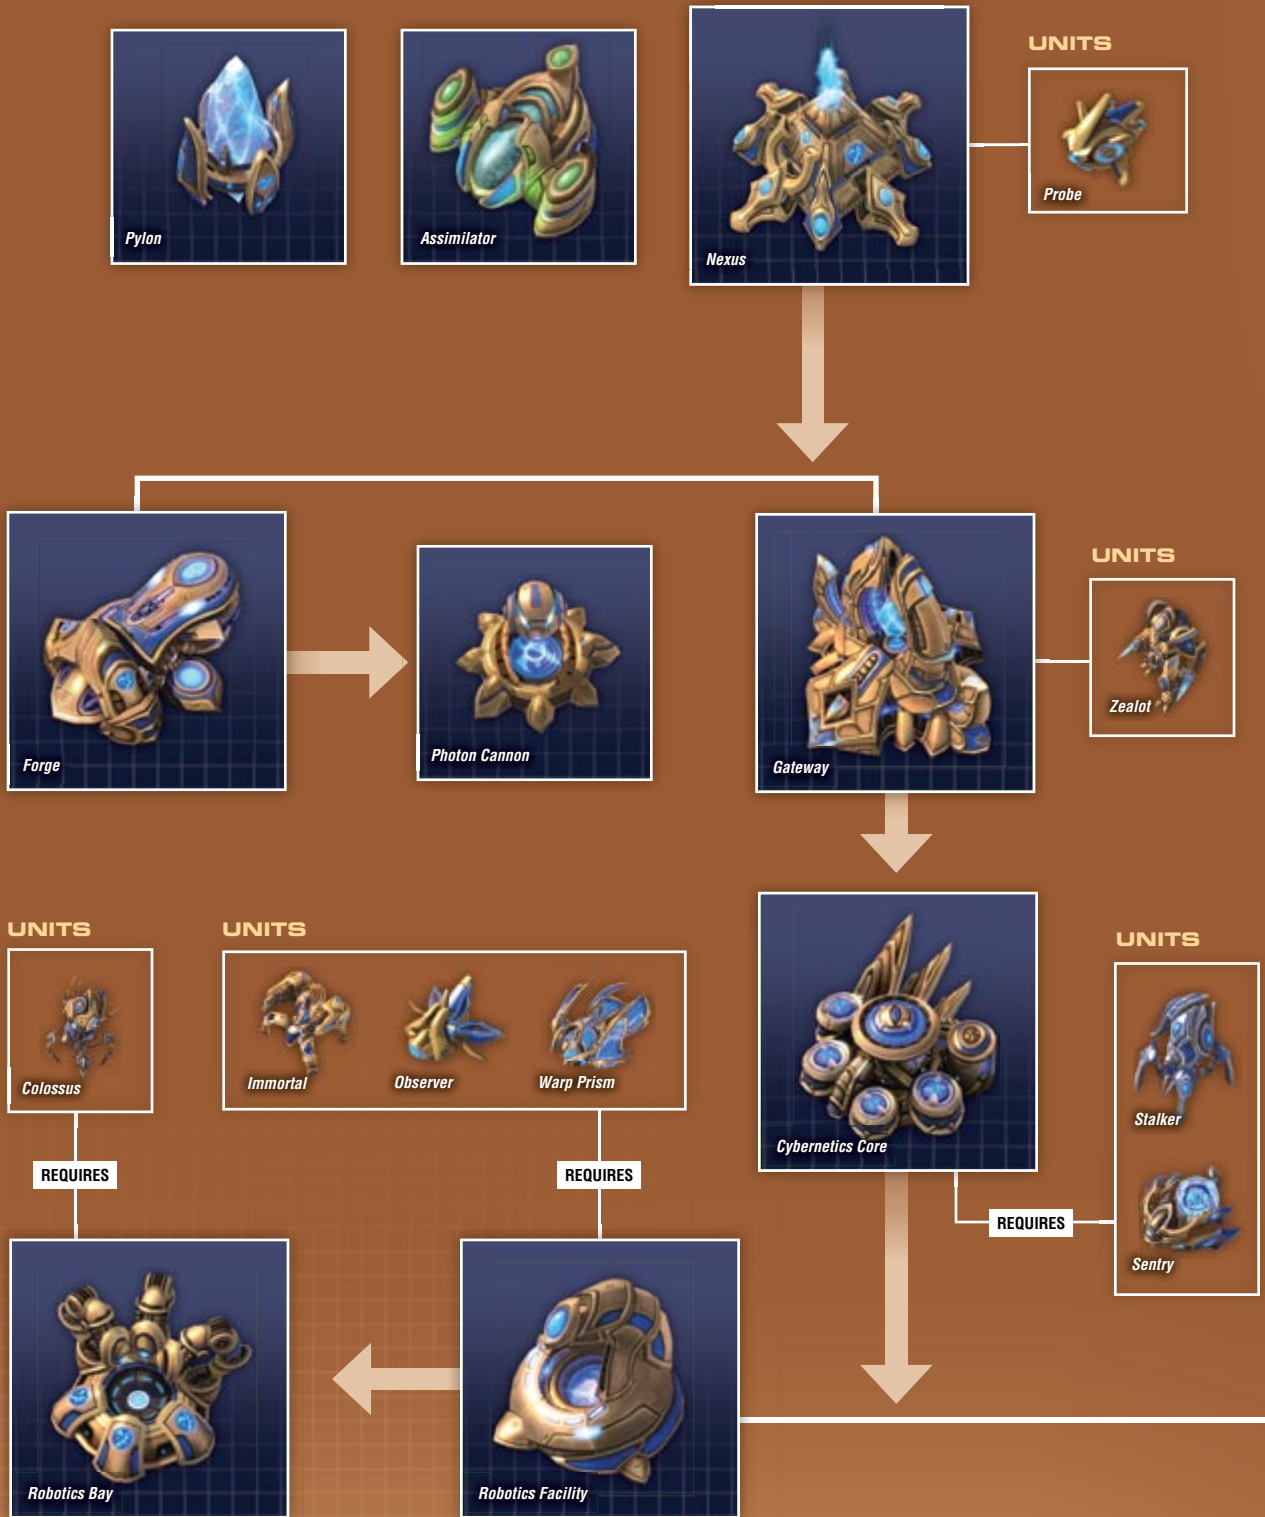 UNITS
Pylon
Assimilator
Nexus
Probe
UNITS
Forge
Photon Cannon
Gateway
Zealot
UNITS
UNITS
UNITS
Colossus
Immortal
Observer
Warp Prism
Cybernetics Core
Stalker
REQUIRES
REQUIRES
REQUIRES
Sentry
Robotics Bay
Robotics Facility